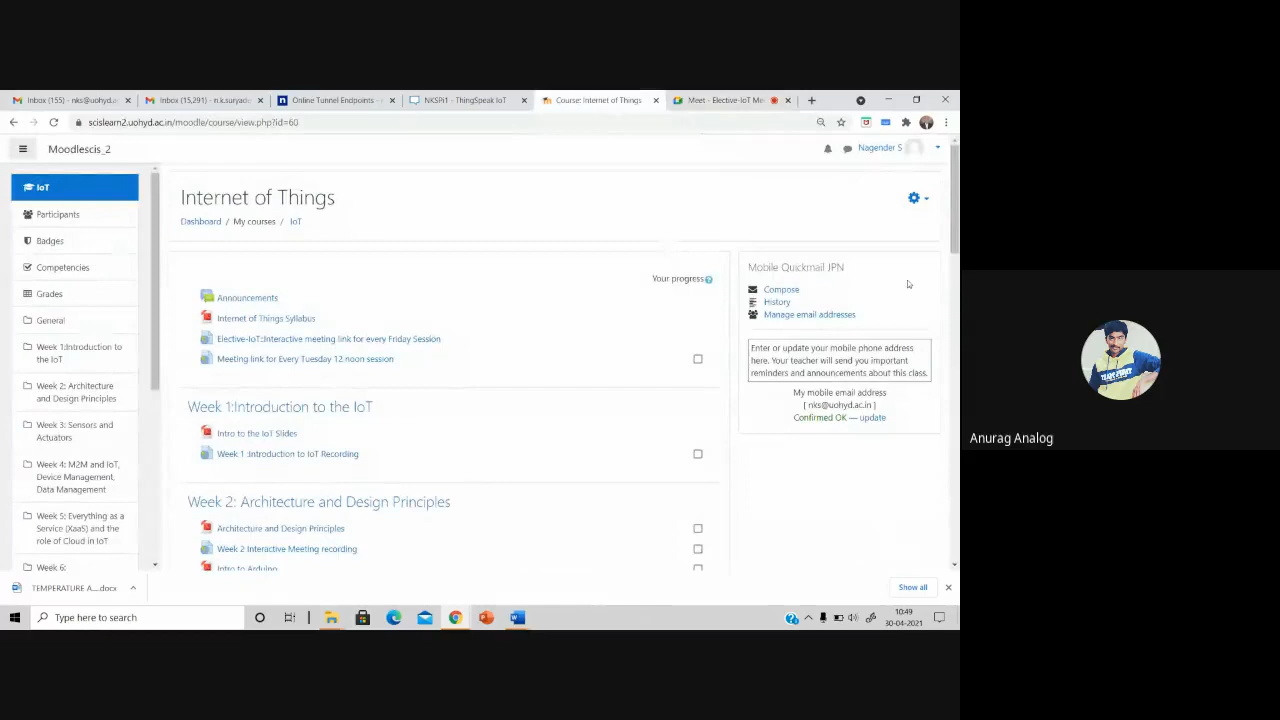 Inbox (155) - nks@uohyd.ac
Inbox (15,291) - n.k.suryade
Online Tunnel Endpoints -
NKSPi1 - ThingSpeak IoT
Course: Internet of Things
Meet - Elective-IoT Me
scislearn2.uohyd.ac.in/moodle/course/view.php?id=60
Moodlescis_2
Nagender S
IoT
Participants
Badges
Competencies
Grades
General
Week 1:Introduction to
the IoT
Week 2: Architecture
and Design Principles
Week 3: Sensors and
Actuators
Week 4: M2M and IoT,
Device Management,
Data Management
Week 5: Everything as a
Service (XaaS) and the
role of Cloud in IoT
Week 6:
Internet of Things
Dashboard / My courses / IoT
Your progress
Announcements
Internet of Things Syllabus
Elective-IoT:Interactive meeting link for every Friday Session
Meeting link for Every Tuesday 12 noon session
Week 1:Introduction to the IoT
Intro to the IoT Slides
Week 1 :Introduction to IoT Recording
Week 2: Architecture and Design Principles
Architecture and Design Principles
Week 2 Interactive Meeting recording
Intro to Arduino
Mobile Quickmail JPN
Compose
History
Manage email addresses
Enter or update your mobile phone address
here. Your teacher will send you important
reminders and announcements about this class.
My mobile email address
[ nks@uohyd.ac.in ]
Confirmed OK — update
TEMPERATURE A....docx
Show all
Type here to search
10:49
30-04-2021
Anurag Analog